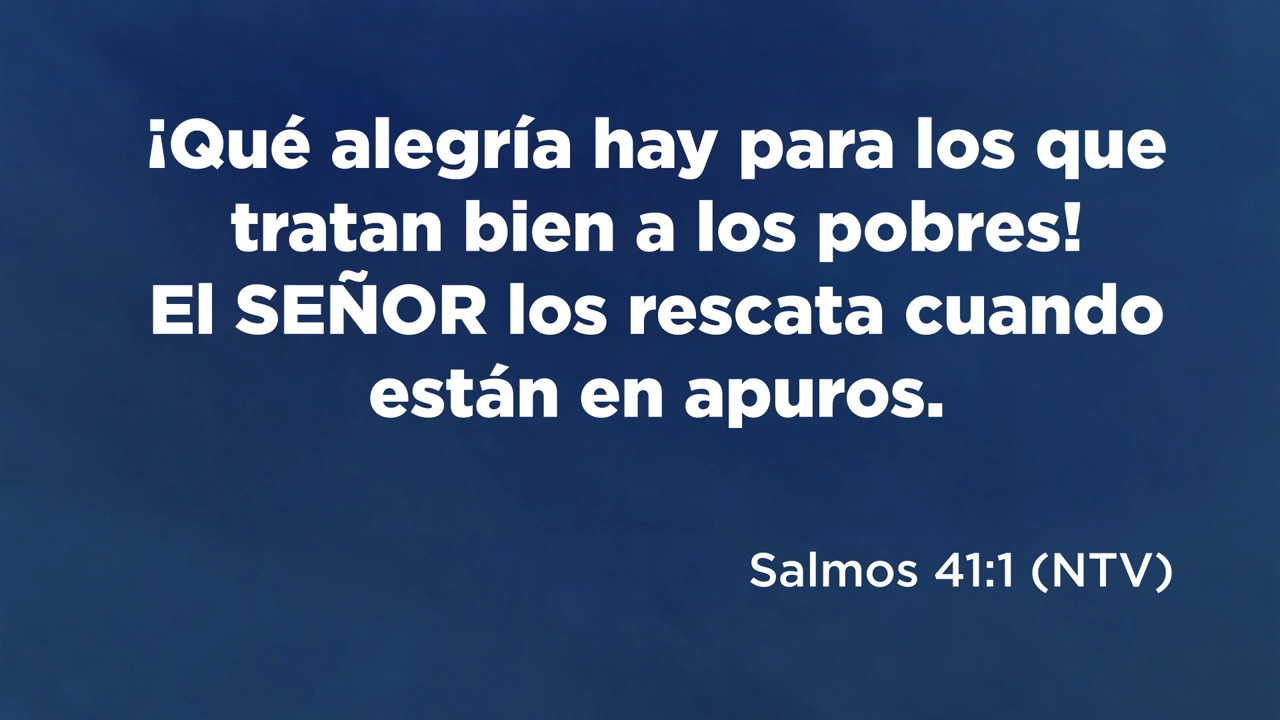 ¡Qué alegría hay para los que
tratan bien a los pobres!
El SEÑOR los rescata cuando
están en apuros.
Salmos 41:1 (NTV)